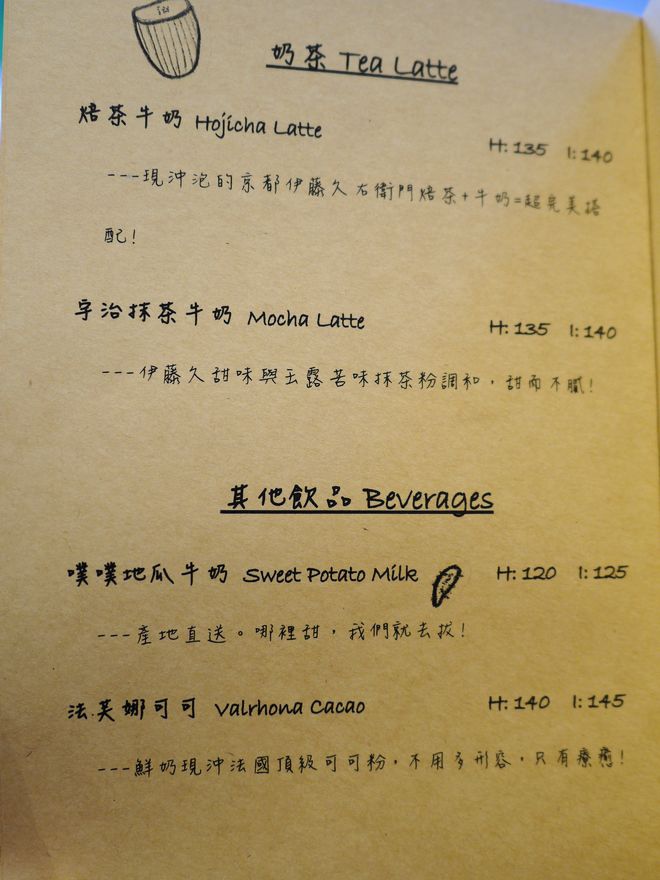 奶茶 Tea Latte
焙茶牛奶 Hojicha Latte H: 135 I: 140
---現沖泡的京都伊藤久右衛門焙茶+牛奶=超完美搭
配!
宇治抹茶牛奶 Mocha Latte H: 135 I: 140
---伊藤久甜味與玉露苦味抹茶粉調和，甜而不膩!
其他飲品 Beverages
噗噗地瓜牛奶 Sweet Potato Milk H: 120 I: 125
---產地直送。哪裡甜，我們就去拔!
法芙娜可可 Valrhona Cacao H: 140 I: 145
---鮮奶現沖法國頂級可可粉，不用多形容，只有療癒!